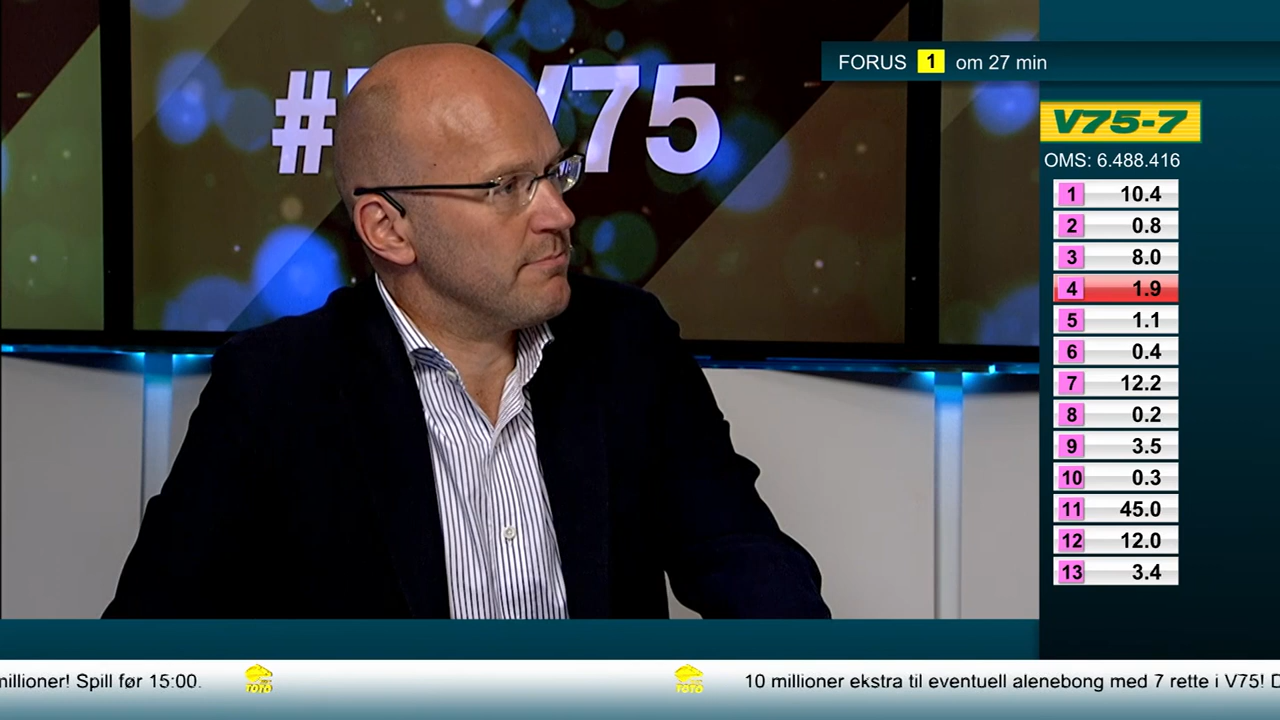 #
V75
FORUS 1 om 27 min
V75-7
OMS: 6.488.416
1 10.4
2 0.8
3 8.0
4 1.9
5 1.1
6 0.4
7 12.2
8 0.2
9 3.5
10 0.3
11 45.0
12 12.0
13 3.4
millioner! Spill før 15:00. TOTO TOTO 10 millioner ekstra til eventuell alenebong med 7 rette i V75! D